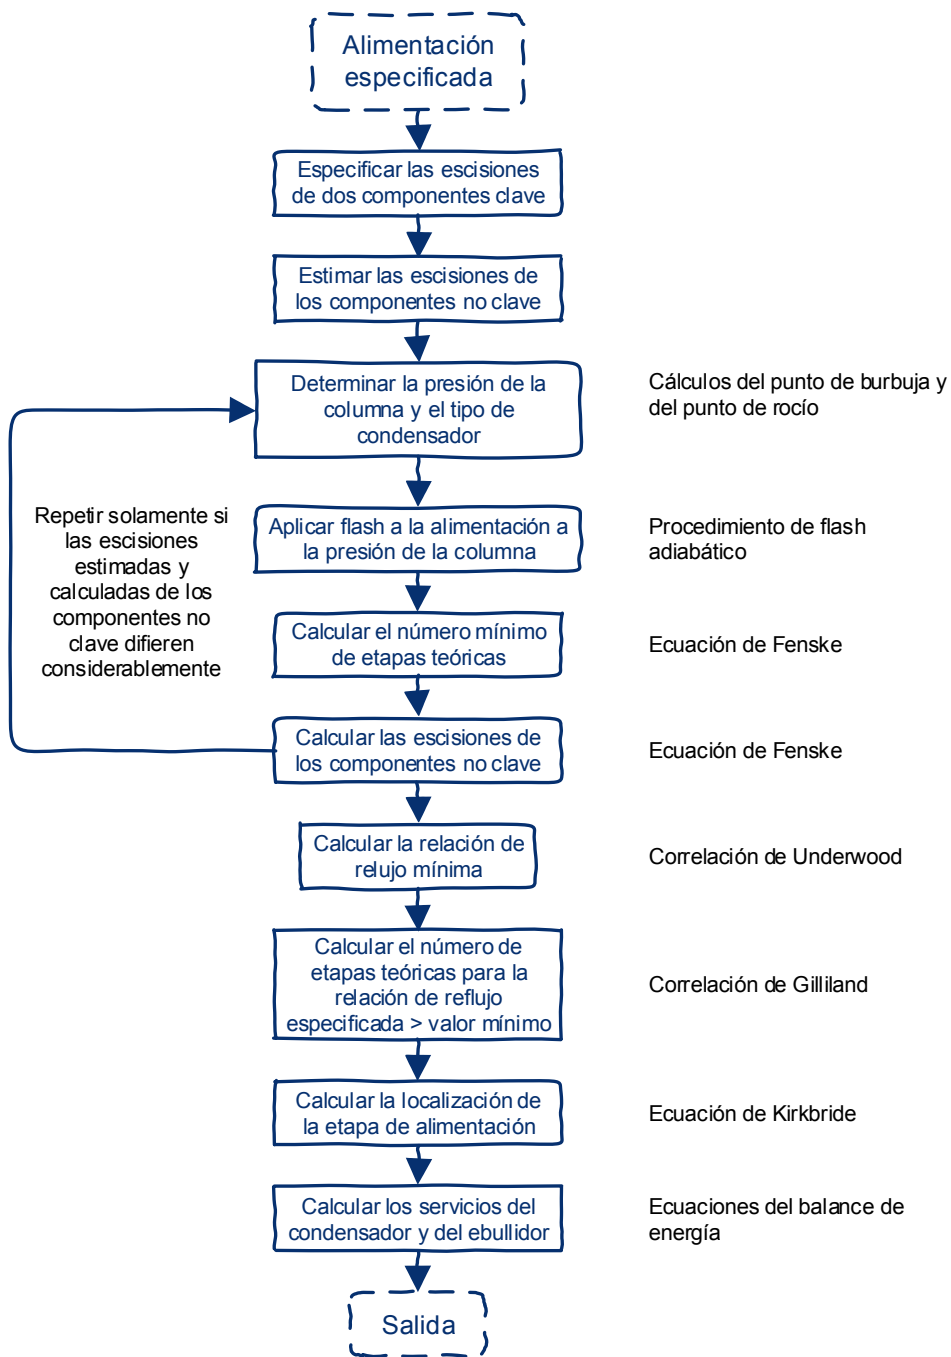 Alimentación
especificada
Especificar las escisiones
de dos componentes clave
Estimar las escisiones de
los componentes no clave
Determinar la presión de la
columna y el tipo de
condensador
Cálculos del punto de burbuja y
del punto de rocío
Repetir solamente si
las escisiones
estimadas y
calculadas de los
componentes no
clave difieren
considerablemente
Aplicar flash a la alimentación a
la presión de la columna
Procedimiento de flash
adiabático
Calcular el número mínimo
de etapas teóricas
Ecuación de Fenske
Calcular las escisiones de
los componentes no clave
Ecuación de Fenske
Calcular la relación de
relujo mínima
Correlación de Underwood
Calcular el número de
etapas teóricas para la
relación de reflujo
especificada > valor mínimo
Correlación de Gilliland
Calcular la localización de
la etapa de alimentación
Ecuación de Kirkbride
Calcular los servicios del
condensador y del ebullidor
Ecuaciones del balance de
energía
Salida